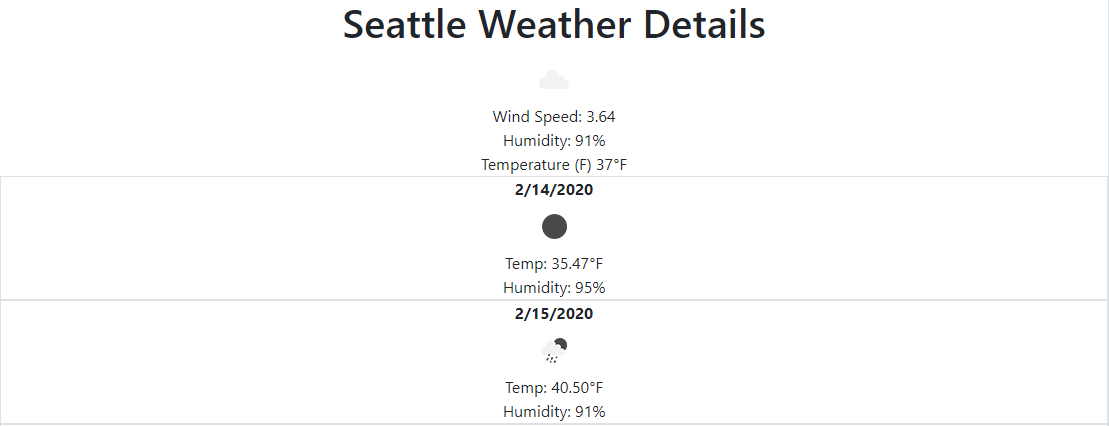 Seattle Weather Details
Wind Speed: 3.64
Humidity: 91%
Temperature (F) 37°F
2/14/2020
Temp: 35.47°F
Humidity: 95%
2/15/2020
Temp: 40.50°F
Humidity: 91%